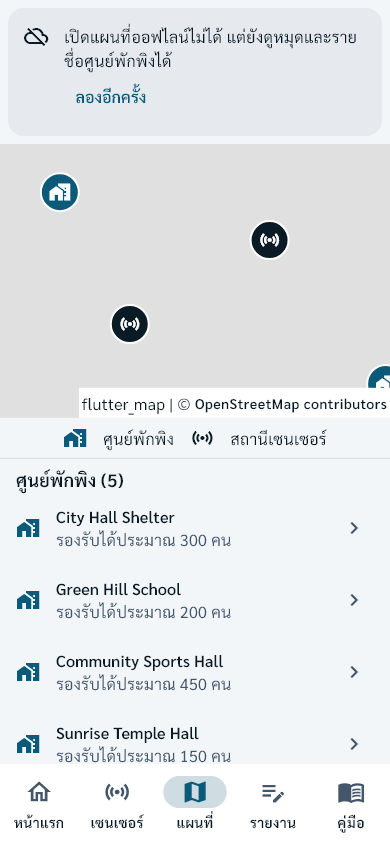 เปิดแผนที่ออฟไลน์ไม่ได้ แต่ยังดูหมุดและราย
ชื่อศูนย์พักพิงได้
ลองอีกครั้ง
flutter_map | © OpenStreetMap contributors
ศูนย์พักพิง สถานีเซนเซอร์
ศูนย์พักพิง (5)
City Hall Shelter
รองรับได้ประมาณ 300 คน
Green Hill School
รองรับได้ประมาณ 200 คน
Community Sports Hall
รองรับได้ประมาณ 450 คน
Sunrise Temple Hall
รองรับได้ประมาณ 150 คน
หน้าแรก เซนเซอร์ แผนที่ รายงาน คู่มือ